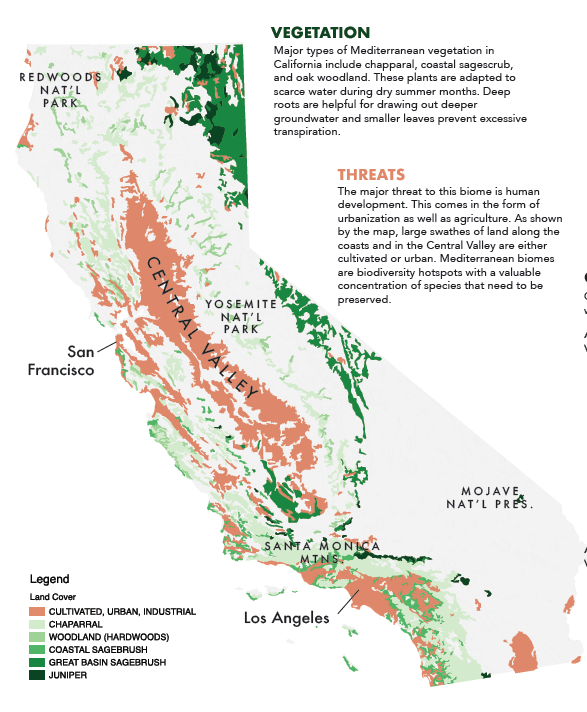 VEGETATION
Major types of Mediterranean vegetation in
California include chapparal, coastal sagescrub,
and oak woodland. These plants are adapted to
scarce water during dry summer months. Deep
roots are helpful for drawing out deeper
groundwater and smaller leaves prevent excessive
transpiration.
REDWOODS
NAT'L
PARK
THREATS
The major threat to this biome is human
development. This comes in the form of
urbanization as well as agriculture. As shown
by the map, large swathes of land along the
coasts and in the Central Valley are either
cultivated or urban. Mediterranean biomes
are biodiversity hotspots with a valuable
concentration of species that need to be
preserved.
CENTRAL VALLEY
YOSEMITE
NAT'L
PARK
San
Francisco
MOJAVE
NAT'L PRES.
SANTA MONICA
MTNS.
Los Angeles
Legend
Land Cover
CULTIVATED, URBAN, INDUSTRIAL
CHAPARRAL
WOODLAND (HARDWOODS)
COASTAL SAGEBRUSH
GREAT BASIN SAGEBRUSH
JUNIPER